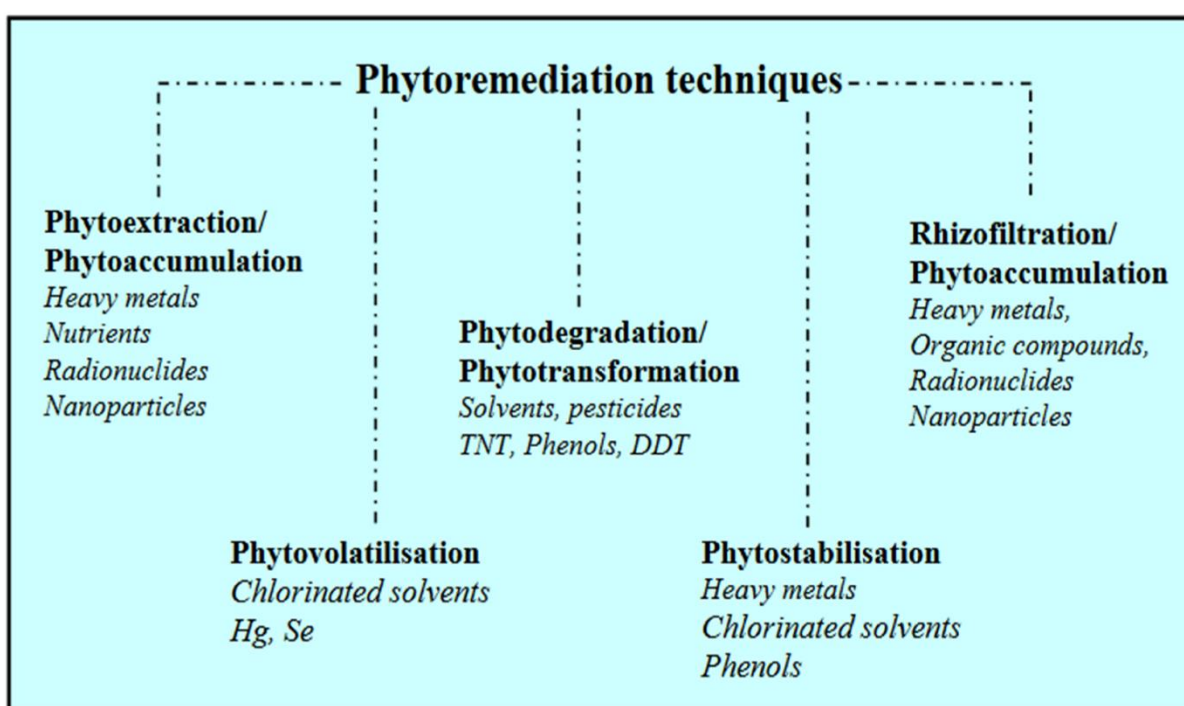 Phytoremediation techniques
Phytoextraction/
Phytoaccumulation
Heavy metals
Nutrients
Radionuclides
Nanoparticles
Phytovolatilisation
Chlorinated solvents
Hg, Se
Phytodegradation/
Phytotransformation
Solvents, pesticides
TNT, Phenols, DDT
Phytostabilisation
Heavy metals
Chlorinated solvents
Phenols
Rhizofiltration/
Phytoaccumulation
Heavy metals,
Organic compounds,
Radionuclides
Nanoparticles